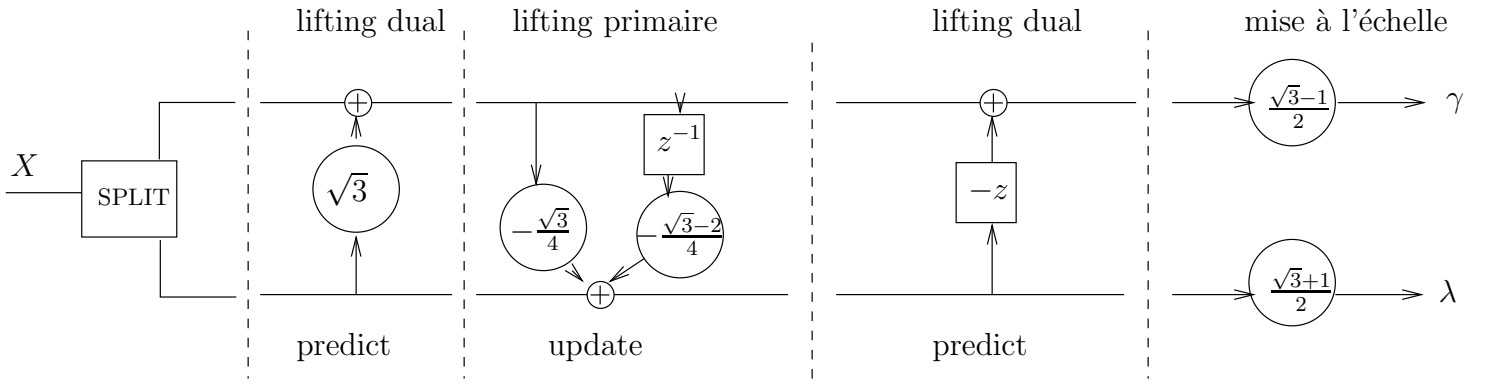 lifting dual
lifting primaire
lifting dual
mise à l'échelle
X
SPLIT
√3
−√3/4
z⁻¹
−(√3−2)/4
−z
(√3−1)/2
γ
(√3+1)/2
λ
predict
update
predict